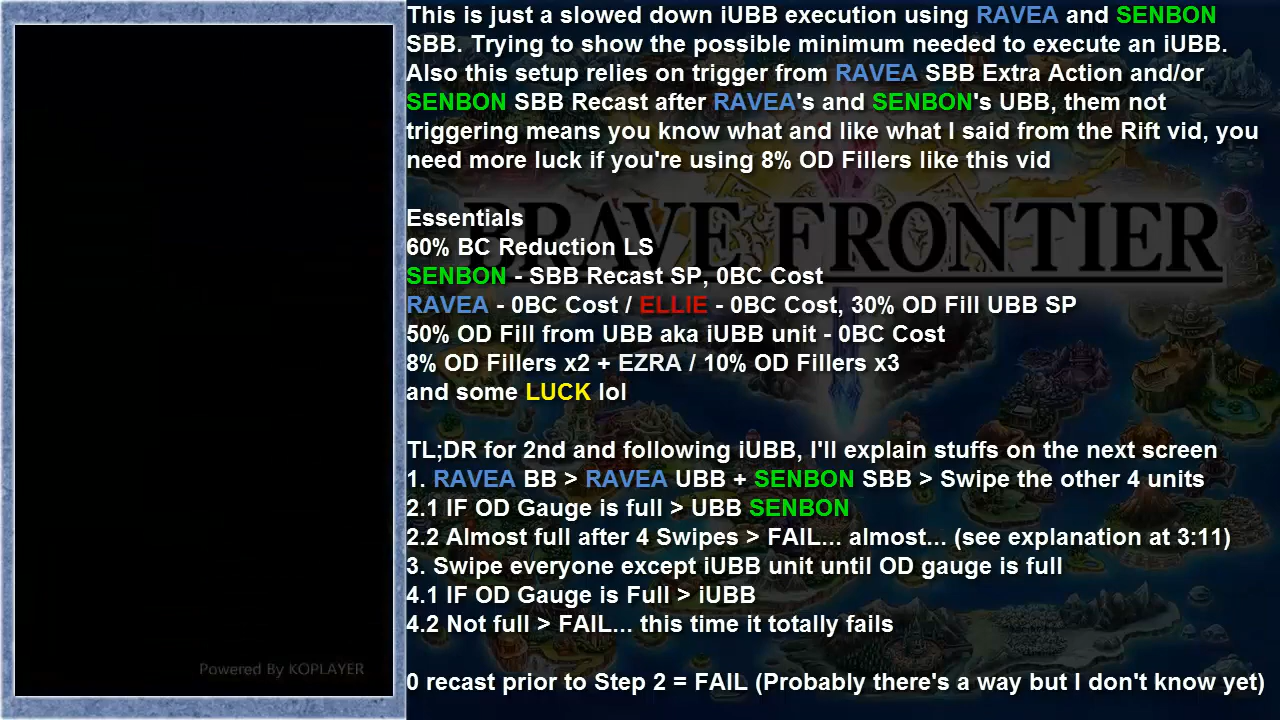 This is just a slowed down iUBB execution using RAVEA and SENBON
SBB. Trying to show the possible minimum needed to execute an iUBB.
Also this setup relies on trigger from RAVEA SBB Extra Action and/or
SENBON SBB Recast after RAVEA's and SENBON's UBB, them not
triggering means you know what and like what I said from the Rift vid, you
need more luck if you're using 8% OD Fillers like this vid
BRAVE FRONTIER
Essentials
60% BC Reduction LS
SENBON - SBB Recast SP, 0BC Cost
RAVEA - 0BC Cost / ELLIE - 0BC Cost, 30% OD Fill UBB SP
50% OD Fill from UBB aka iUBB unit - 0BC Cost
8% OD Fillers x2 + EZRA / 10% OD Fillers x3
and some LUCK lol
TL;DR for 2nd and following iUBB, I'll explain stuffs on the next screen
1. RAVEA BB > RAVEA UBB + SENBON SBB > Swipe the other 4 units
2.1 IF OD Gauge is full > UBB SENBON
2.2 Almost full after 4 Swipes > FAIL... almost... (see explanation at 3:11)
3. Swipe everyone except iUBB unit until OD gauge is full
4.1 IF OD Gauge is Full > iUBB
4.2 Not full > FAIL... this time it totally fails
0 recast prior to Step 2 = FAIL (Probably there's a way but I don't know yet)
Powered By KOPLAYER